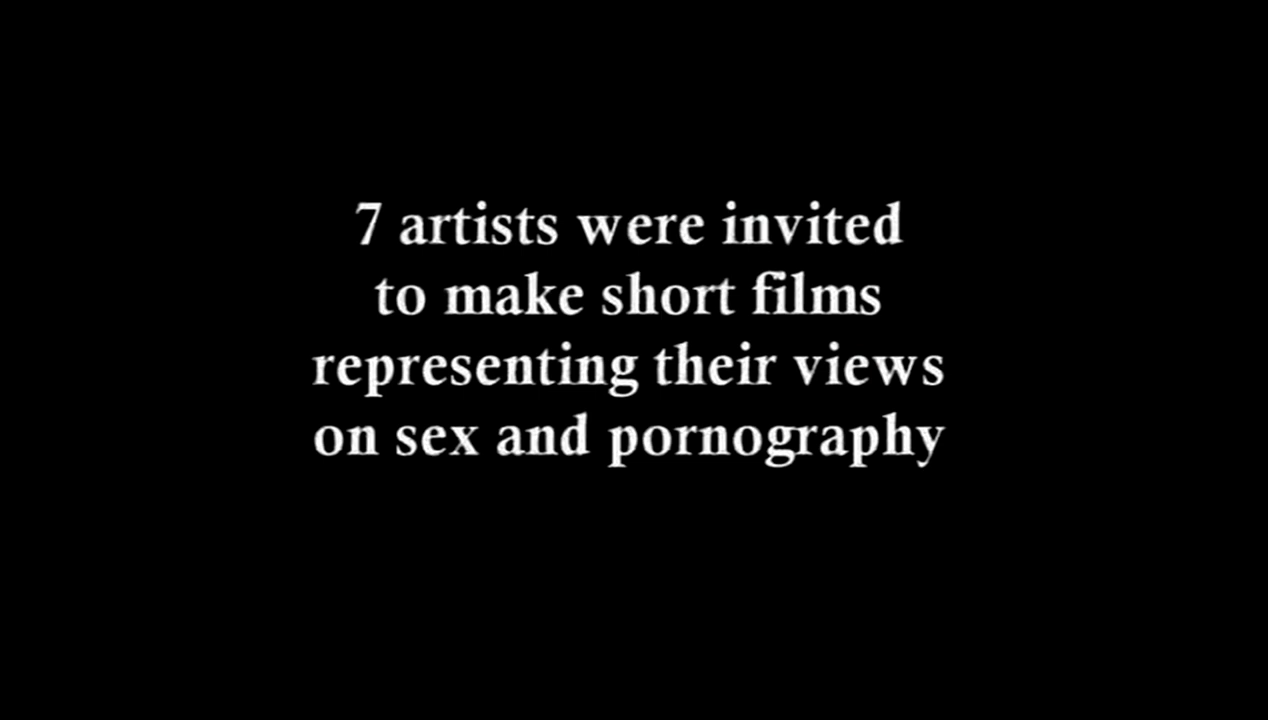 7 artists were invited
to make short films
representing their views
on sex and pornography